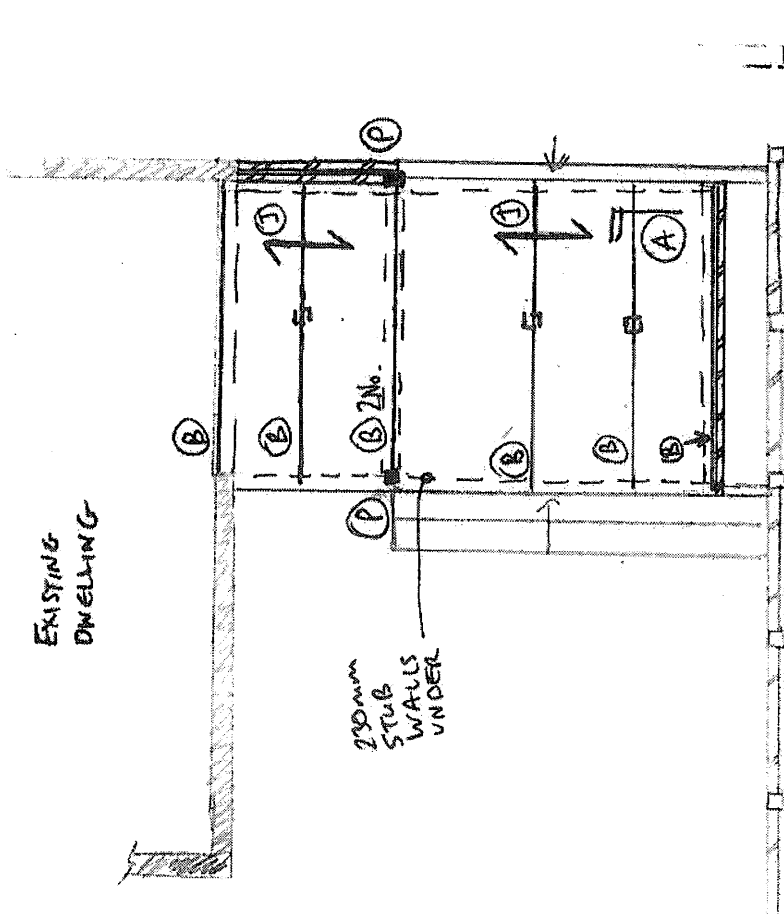 EXISTING
DWELLING
B
P
B
J
B 2No.
P
230mm
STUB
WALLS
UNDER
B
J
B
A
B